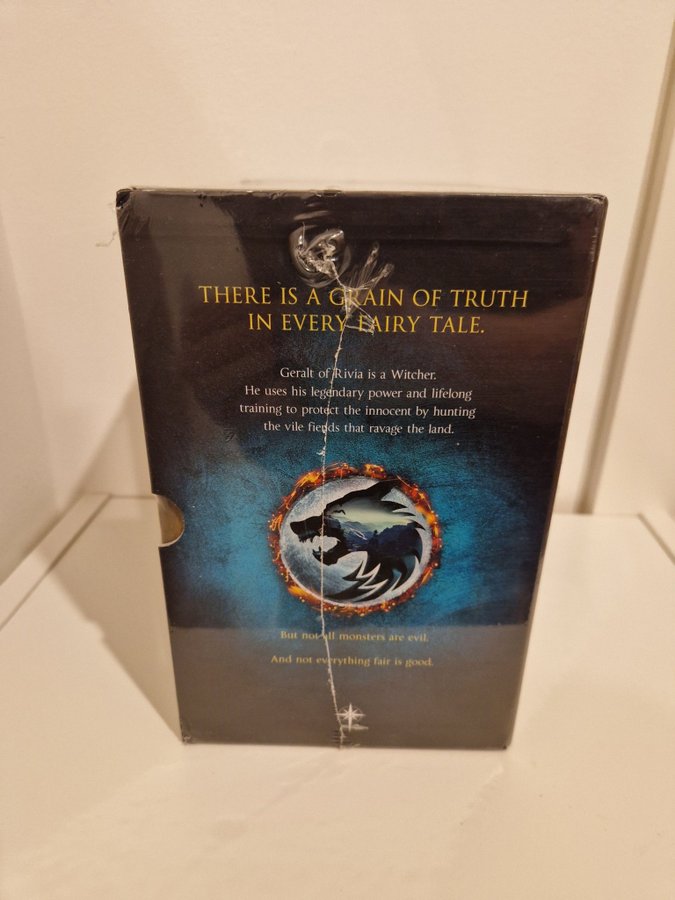 THERE IS A GRAIN OF TRUTH
IN EVERY FAIRY TALE.
Geralt of Rivia is a Witcher.
He uses his legendary power and lifelong
training to protect the innocent by hunting
the vile fiends that ravage the land.
But not all monsters are evil.
And not everything fair is good.